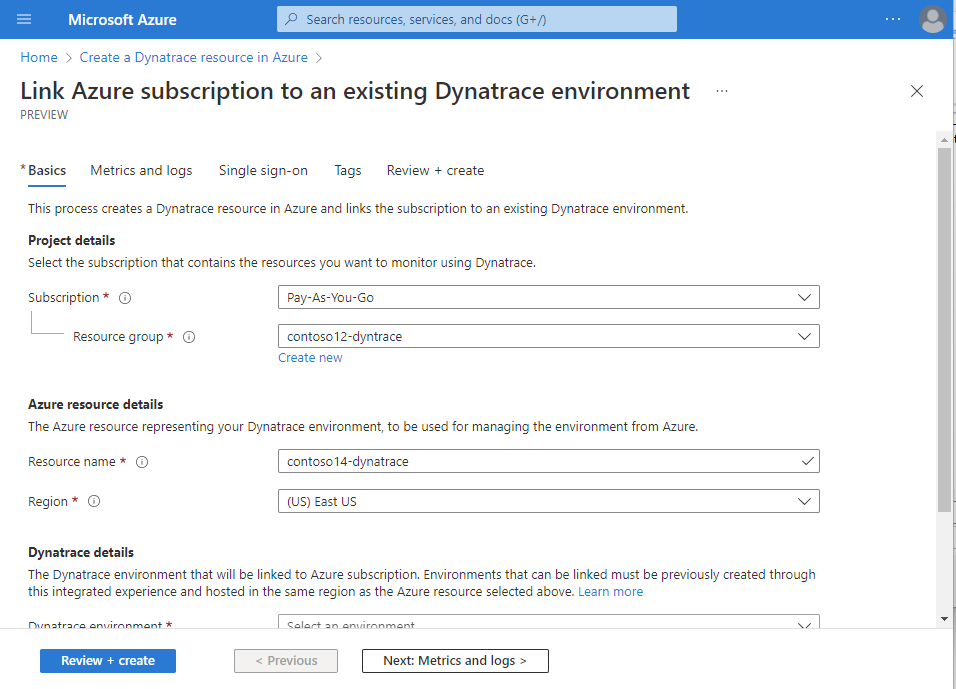 Microsoft Azure
Search resources, services, and docs (G+/)
Home > Create a Dynatrace resource in Azure >
Link Azure subscription to an existing Dynatrace environment ...
PREVIEW
* Basics Metrics and logs Single sign-on Tags Review + create
This process creates a Dynatrace resource in Azure and links the subscription to an existing Dynatrace environment.
Project details
Select the subscription that contains the resources you want to monitor using Dynatrace.
Subscription * Pay-As-You-Go
Resource group * contoso12-dyntrace
Create new
Azure resource details
The Azure resource representing your Dynatrace environment, to be used for managing the environment from Azure.
Resource name * contoso14-dynatrace
Region * (US) East US
Dynatrace details
The Dynatrace environment that will be linked to Azure subscription. Environments that can be linked must be previously created through
this integrated experience and hosted in the same region as the Azure resource selected above. Learn more
Dynatrace environment * Select an environment
Review + create < Previous Next: Metrics and logs >